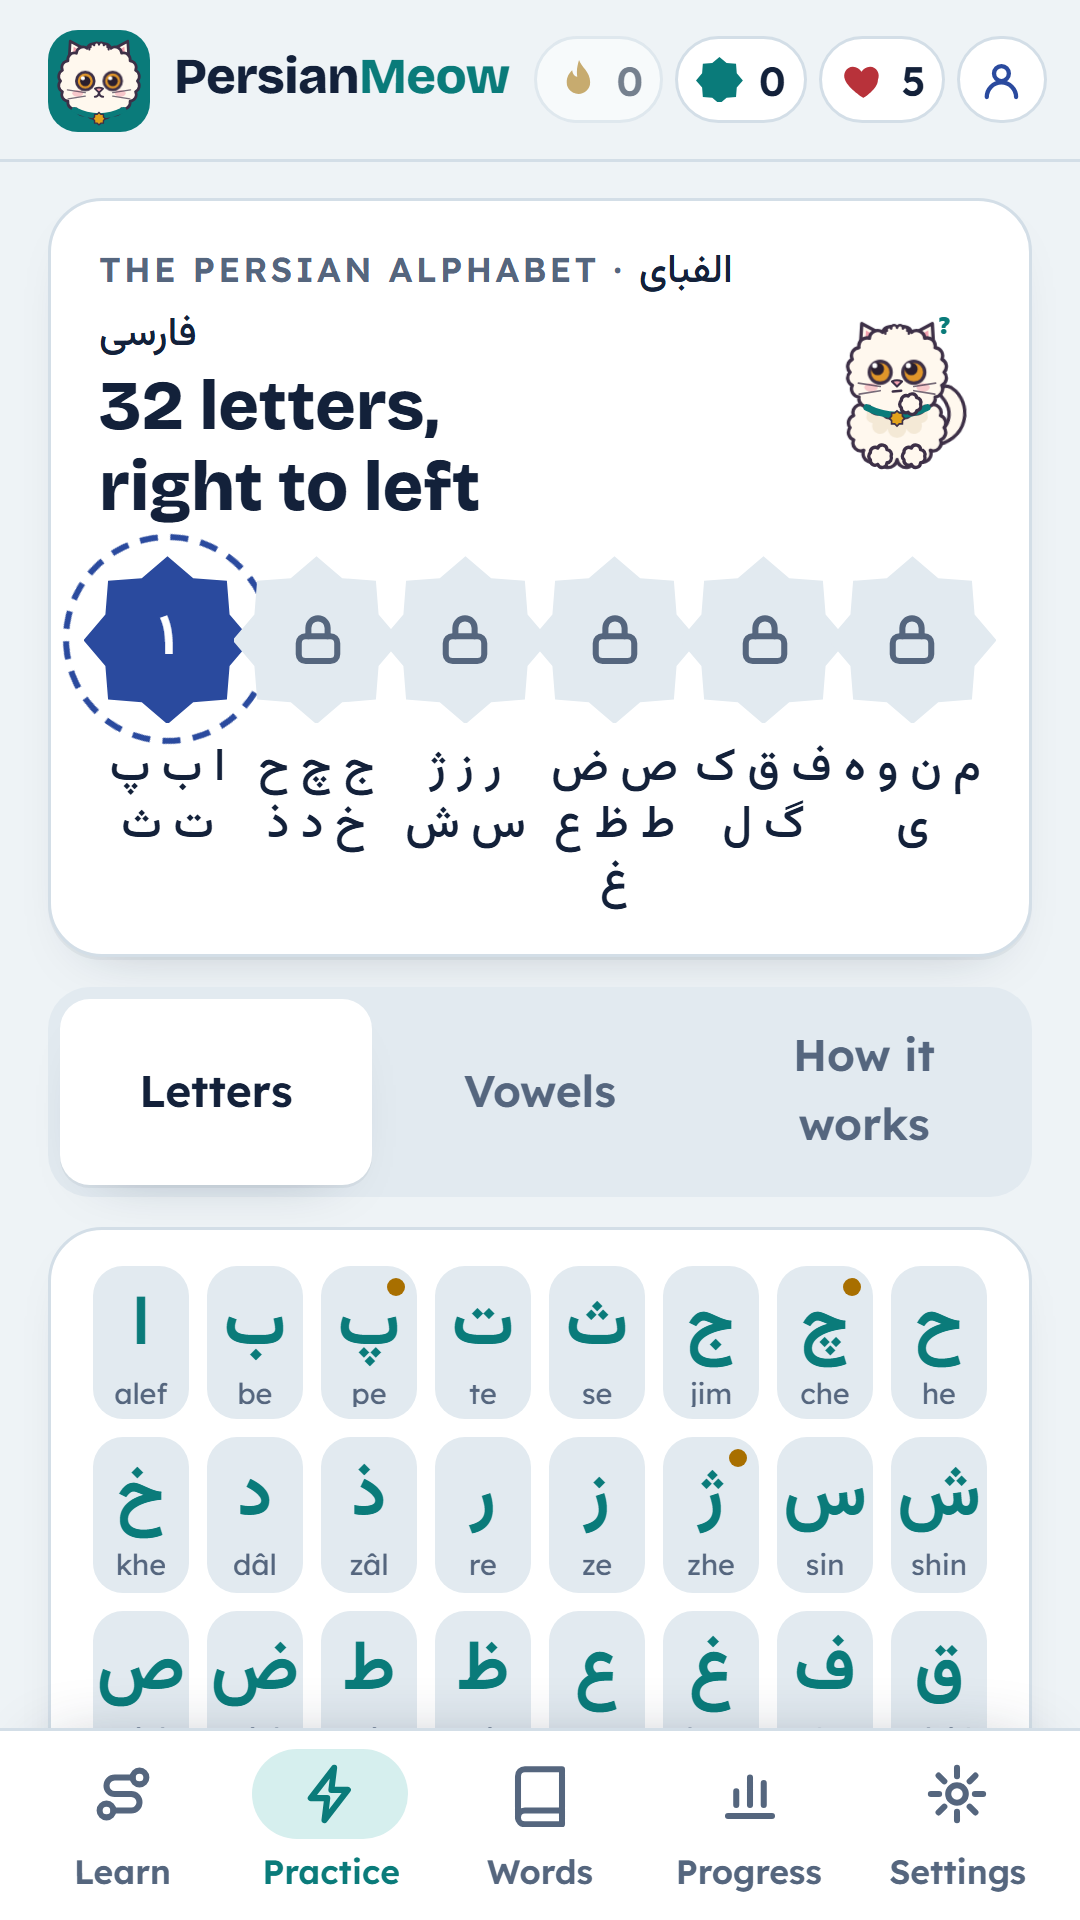 PersianMeow 0 0 5
THE PERSIAN ALPHABET · الفبای
فارسی
?
32 letters,
right to left
۱
ا ب پ
ت ث
ج چ ح
خ د ذ
ر ز ژ
س ش
ص ض
ط ظ ع
غ
ف ق ک
گ ل
م ن و ه
ی
Letters
Vowels
How it
works
ا ب پ ت ث ج چ ح
alef be pe te se jim che he
خ د ذ ر ز ژ س ش
khe dâl zâl re ze zhe sin shin
ص ض ط ظ ع غ ف ق
Learn Practice Words Progress Settings